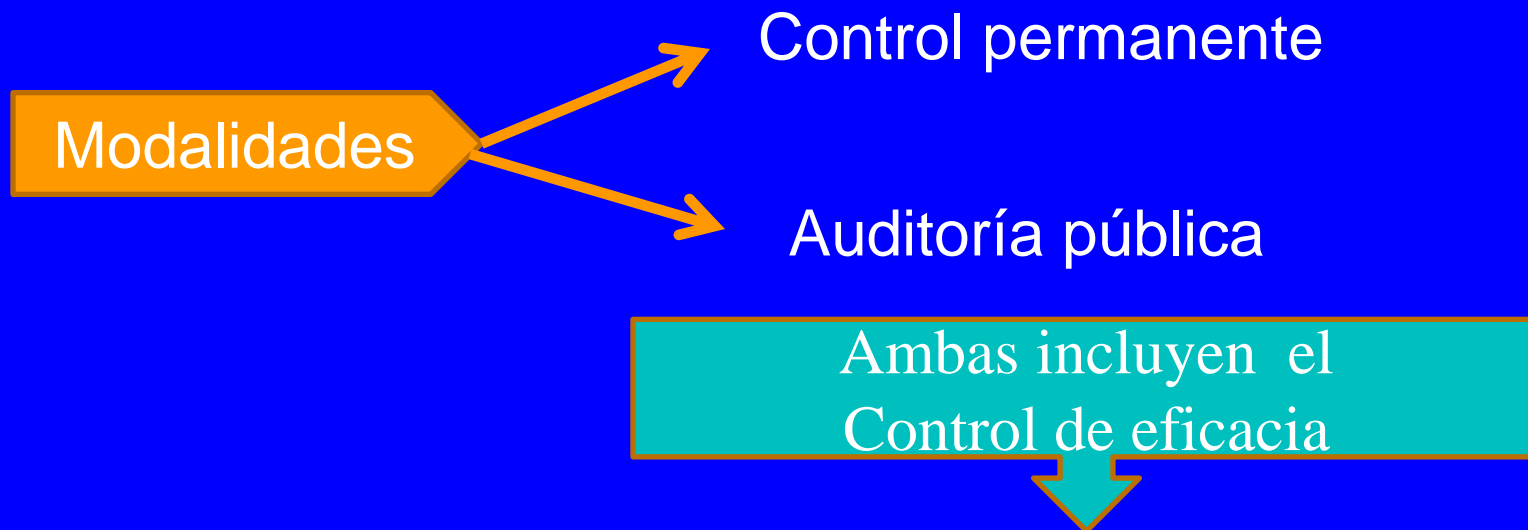 Control permanente
Modalidades
Auditoría pública
Ambas incluyen el
Control de eficacia